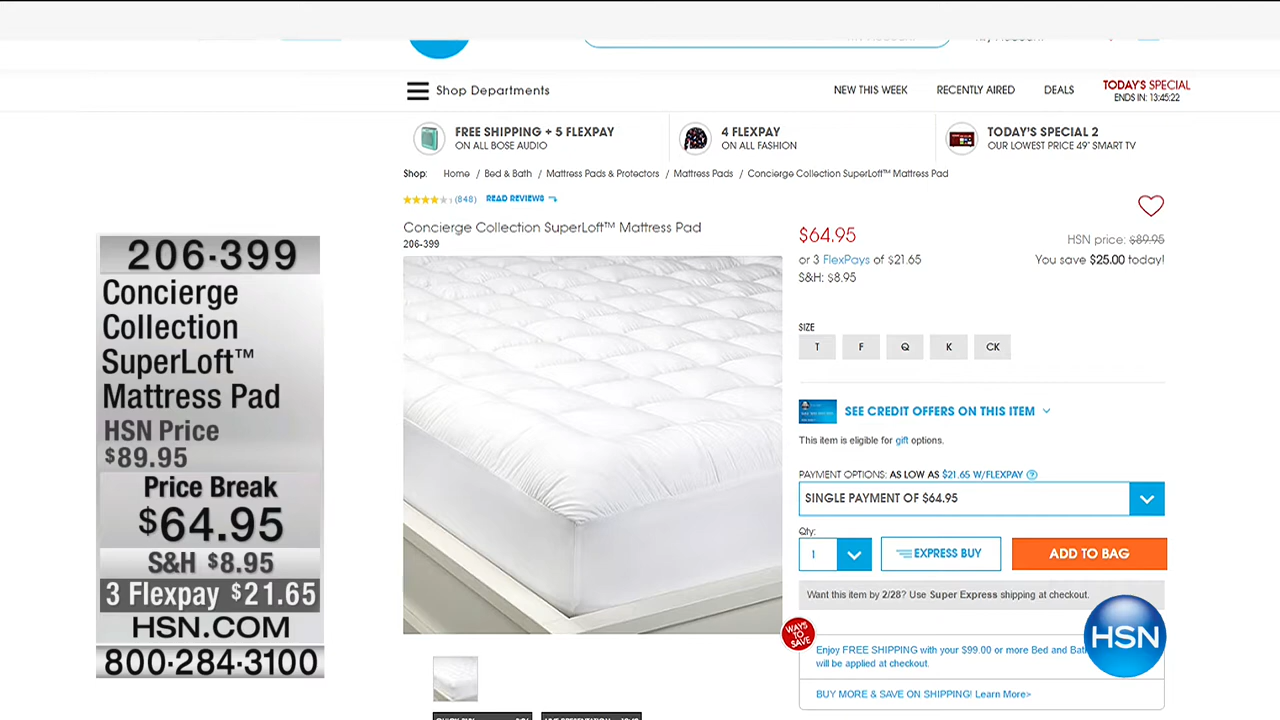 Shop Departments
NEW THIS WEEK
RECENTLY AIRED
DEALS
TODAY'S SPECIAL
ENDS IN: 13:45:22
FREE SHIPPING + 5 FLEXPAY
ON ALL BOSE AUDIO
4 FLEXPAY
ON ALL FASHION
TODAY'S SPECIAL 2
OUR LOWEST PRICE 49" SMART TV
Shop: Home / Bed & Bath / Mattress Pads & Protectors / Mattress Pads / Concierge Collection SuperLoft™ Mattress Pad
(848) READ REVIEWS
Concierge Collection SuperLoft™ Mattress Pad
206-399
$64.95
or 3 FlexPays of $21.65
S&H: $8.95
HSN price: $89.95
You save $25.00 today!
SIZE
T F Q K CK
SEE CREDIT OFFERS ON THIS ITEM
This item is eligible for gift options.
PAYMENT OPTIONS: AS LOW AS $21.65 W/FLEXPAY ?
SINGLE PAYMENT OF $64.95
Qty:
1
EXPRESS BUY
ADD TO BAG
Want this item by 2/28? Use Super Express shipping at checkout.
WAYS
TO
SAVE
Enjoy FREE SHIPPING with your $99.00 or more Bed and
will be applied at checkout.
BUY MORE & SAVE ON SHIPPING! Learn More>
HSN
206-399
Concierge
Collection
SuperLoft™
Mattress Pad
HSN Price
$89.95
Price Break
$64.95
S&H $8.95
3 Flexpay $21.65
HSN.COM
800-284-3100